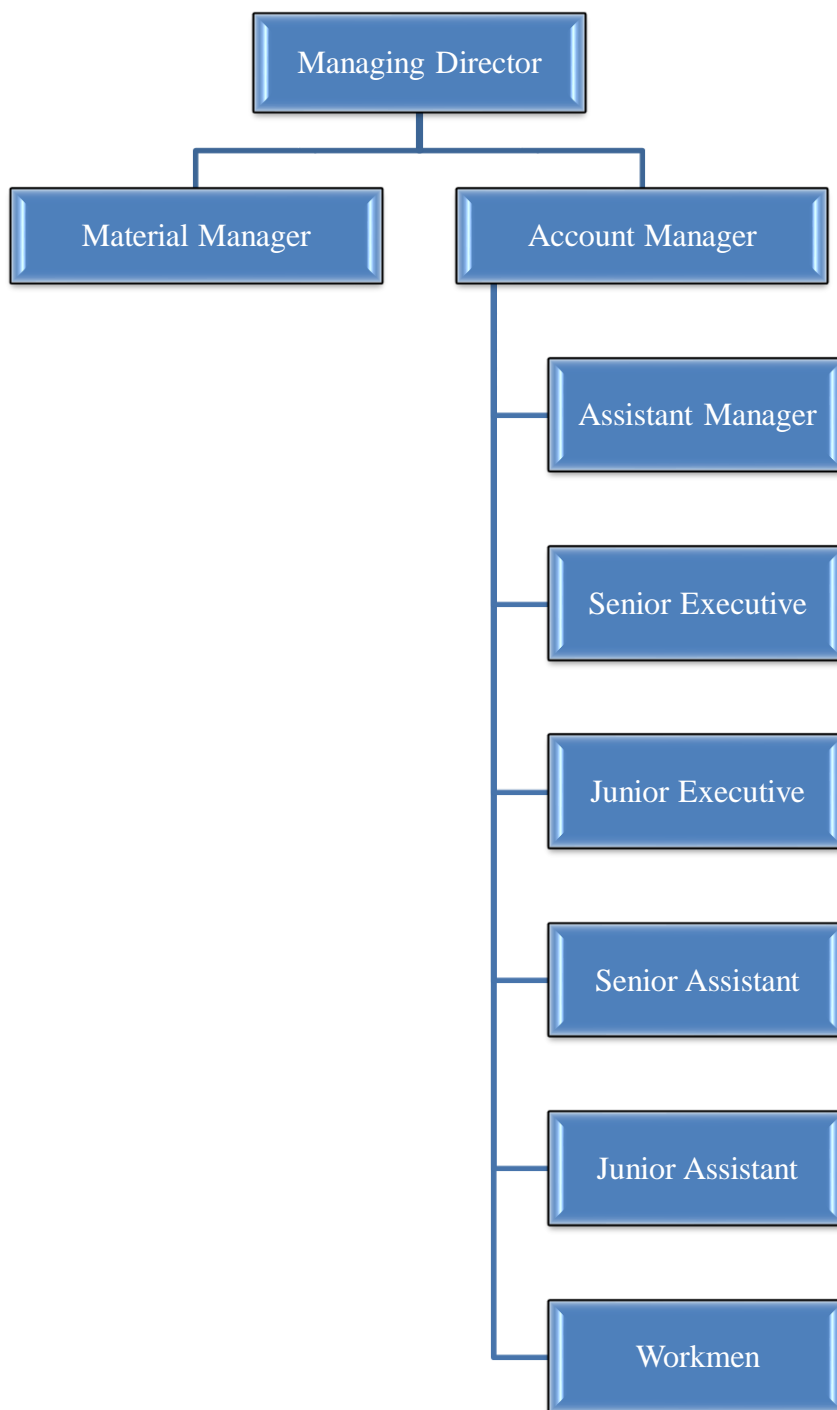 Managing Director
Material Manager
Account Manager
Assistant Manager
Senior Executive
Junior Executive
Senior Assistant
Junior Assistant
Workmen